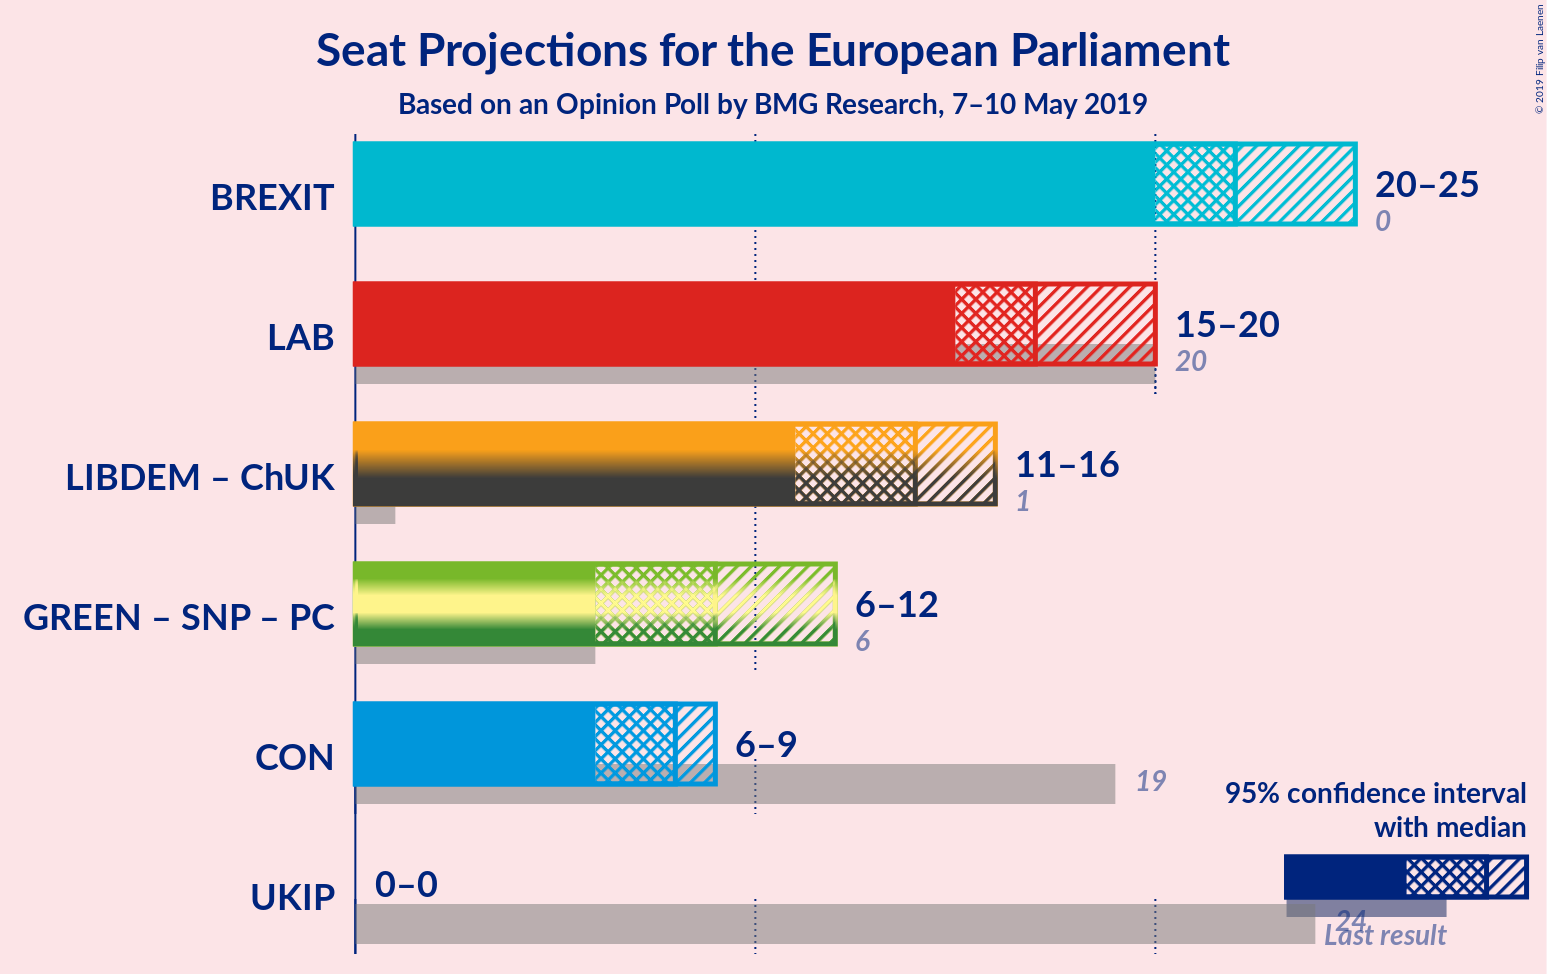 Seat Projections for the European Parliament
Based on an Opinion Poll by BMG Research, 7–10 May 2019
© 2019 Filip van Laenen
BREXIT
20–25
0
LAB
15–20
20
LIBDEM – ChUK
11–16
1
GREEN – SNP – PC
6–12
6
CON
6–9
19
95% confidence interval
with median
UKIP
0–0
24
Last result